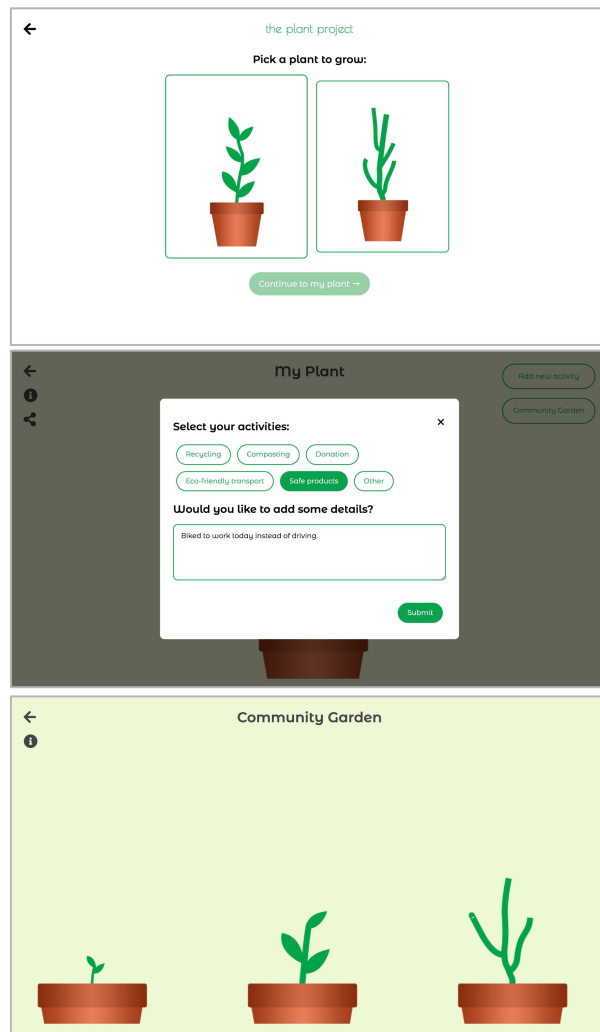 the plant project
Pick a plant to grow:
Continue to my plant →
My Plant
Add new activity
Community Garden
Select your activities:
Recycling Composting Donation
Eco-friendly transport Safe products Other
Would you like to add some details?
Biked to work today instead of driving.
Submit
Community Garden